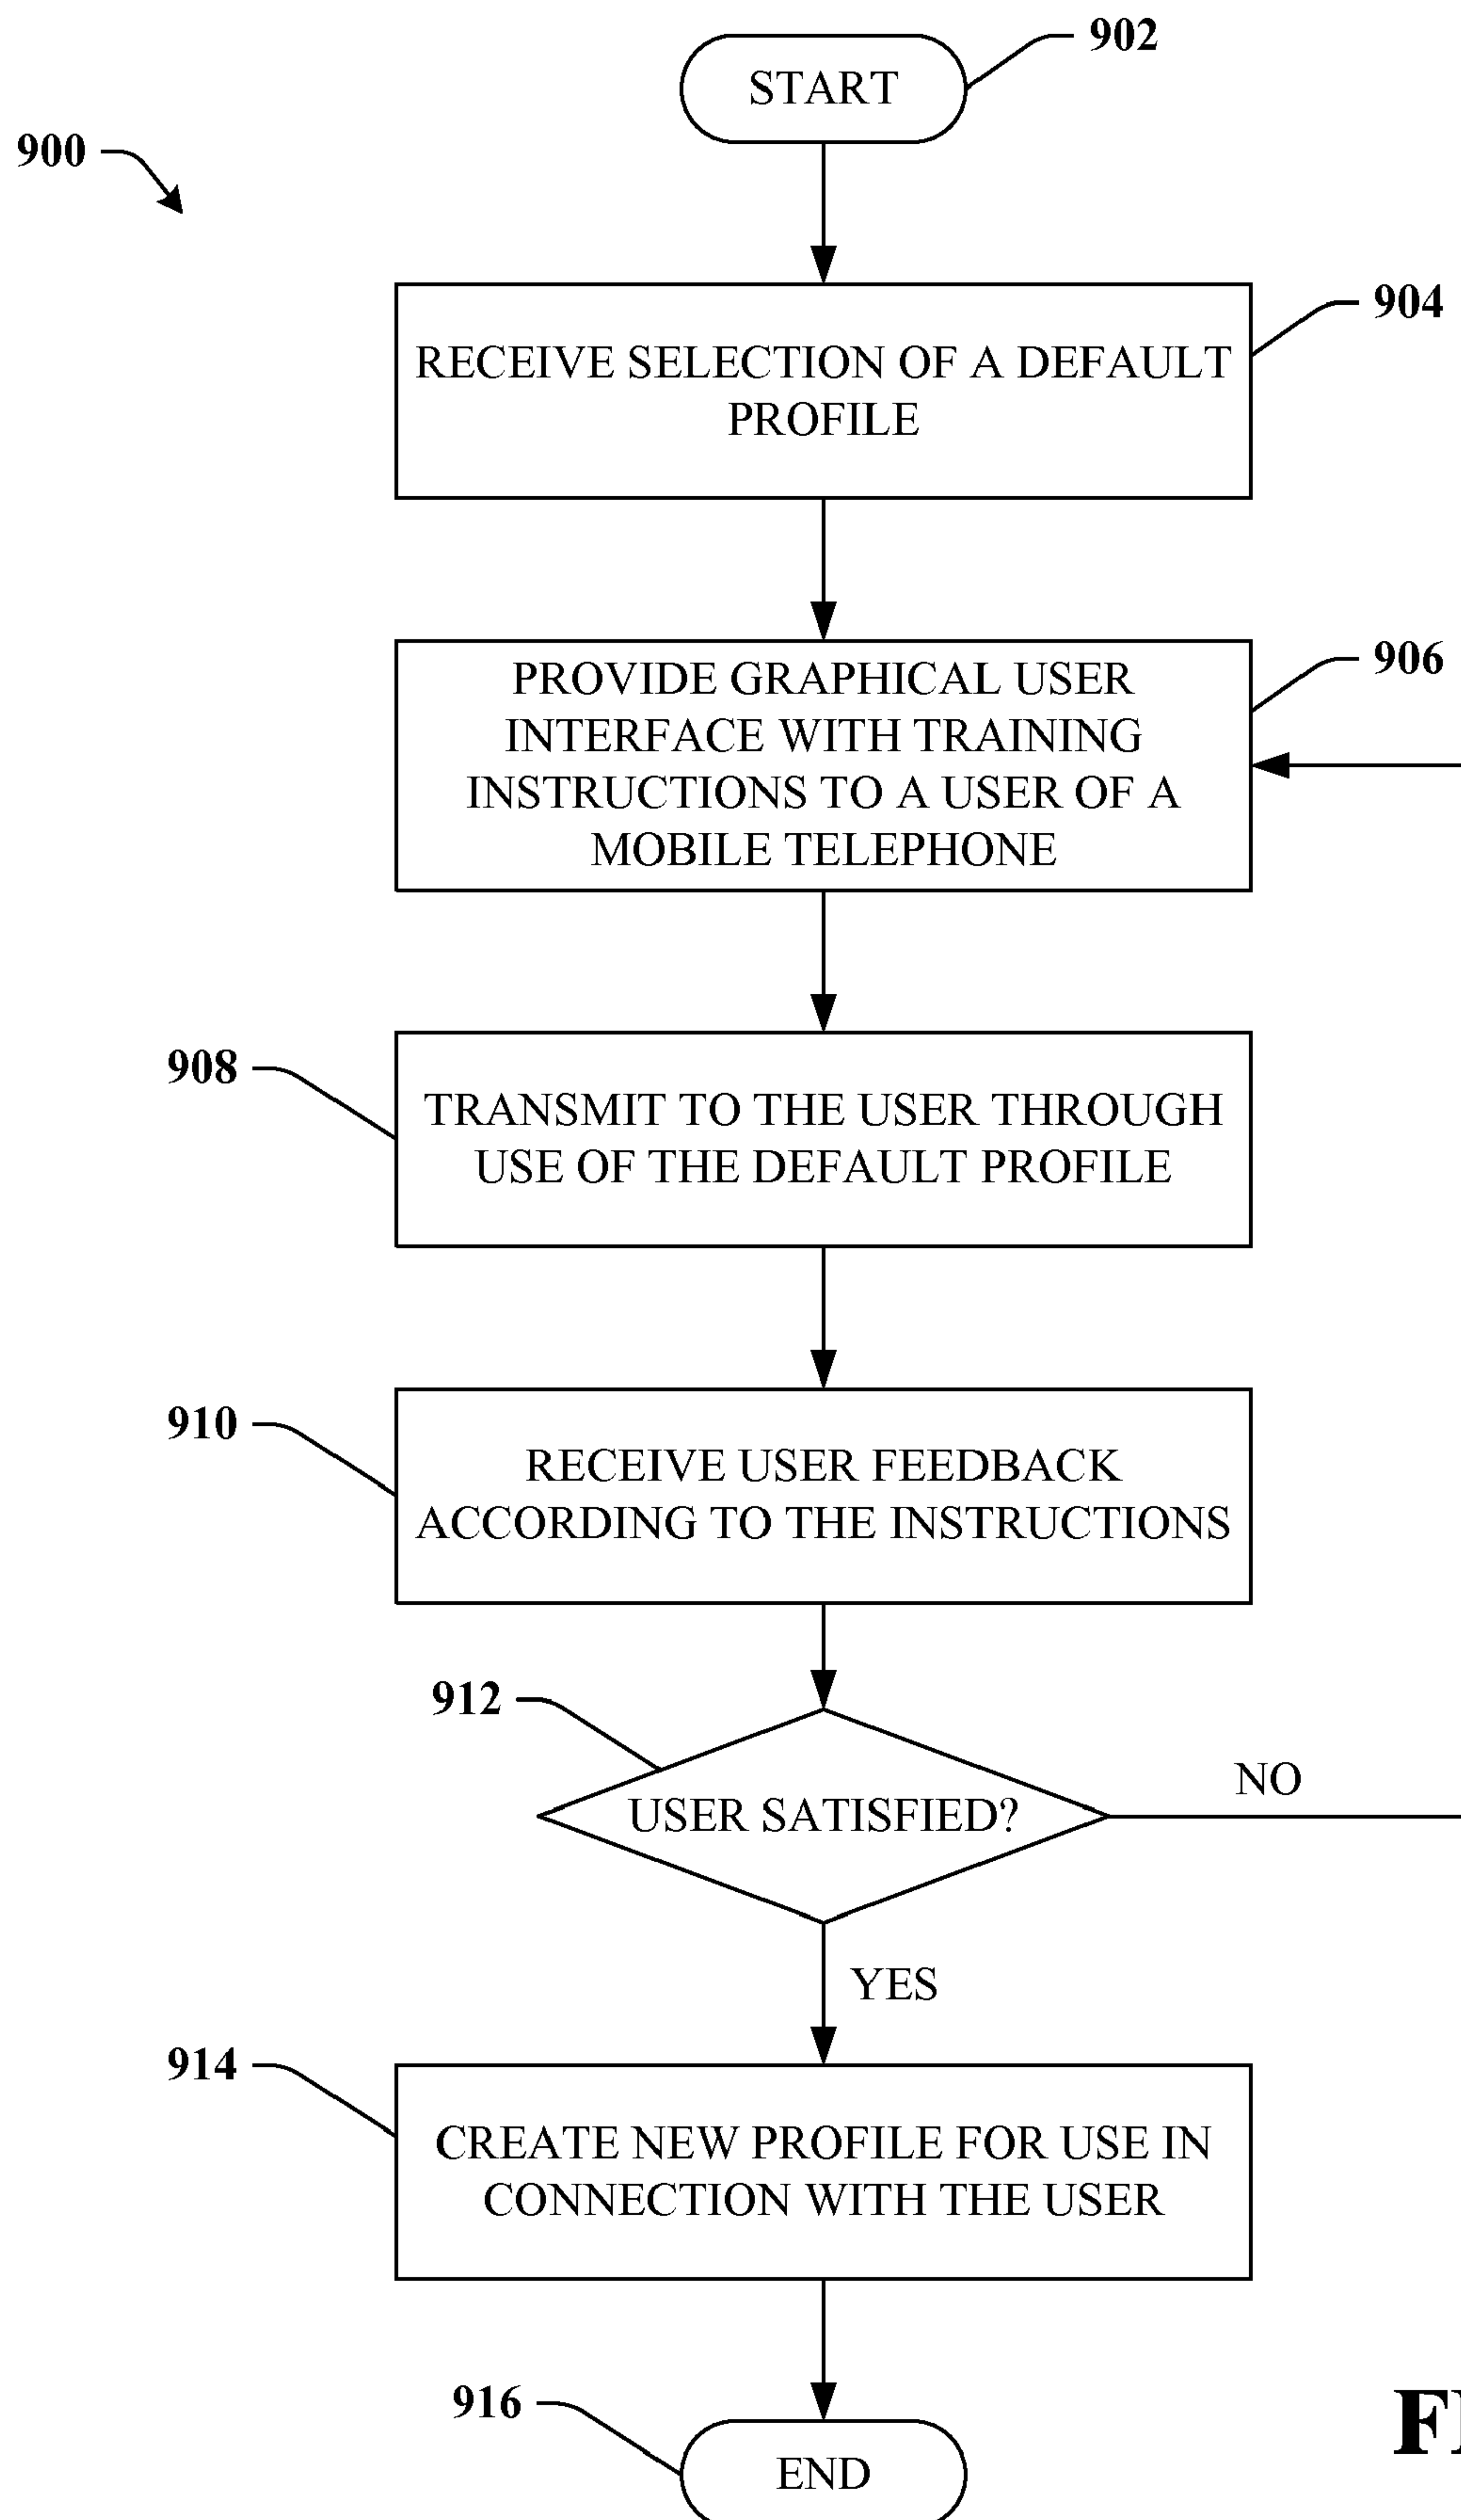 902
START
900
904
RECEIVE SELECTION OF A DEFAULT
PROFILE
906
PROVIDE GRAPHICAL USER
INTERFACE WITH TRAINING
INSTRUCTIONS TO A USER OF A
MOBILE TELEPHONE
908
TRANSMIT TO THE USER THROUGH
USE OF THE DEFAULT PROFILE
910
RECEIVE USER FEEDBACK
ACCORDING TO THE INSTRUCTIONS
912
USER SATISFIED?
NO
YES
914
CREATE NEW PROFILE FOR USE IN
CONNECTION WITH THE USER
916
END